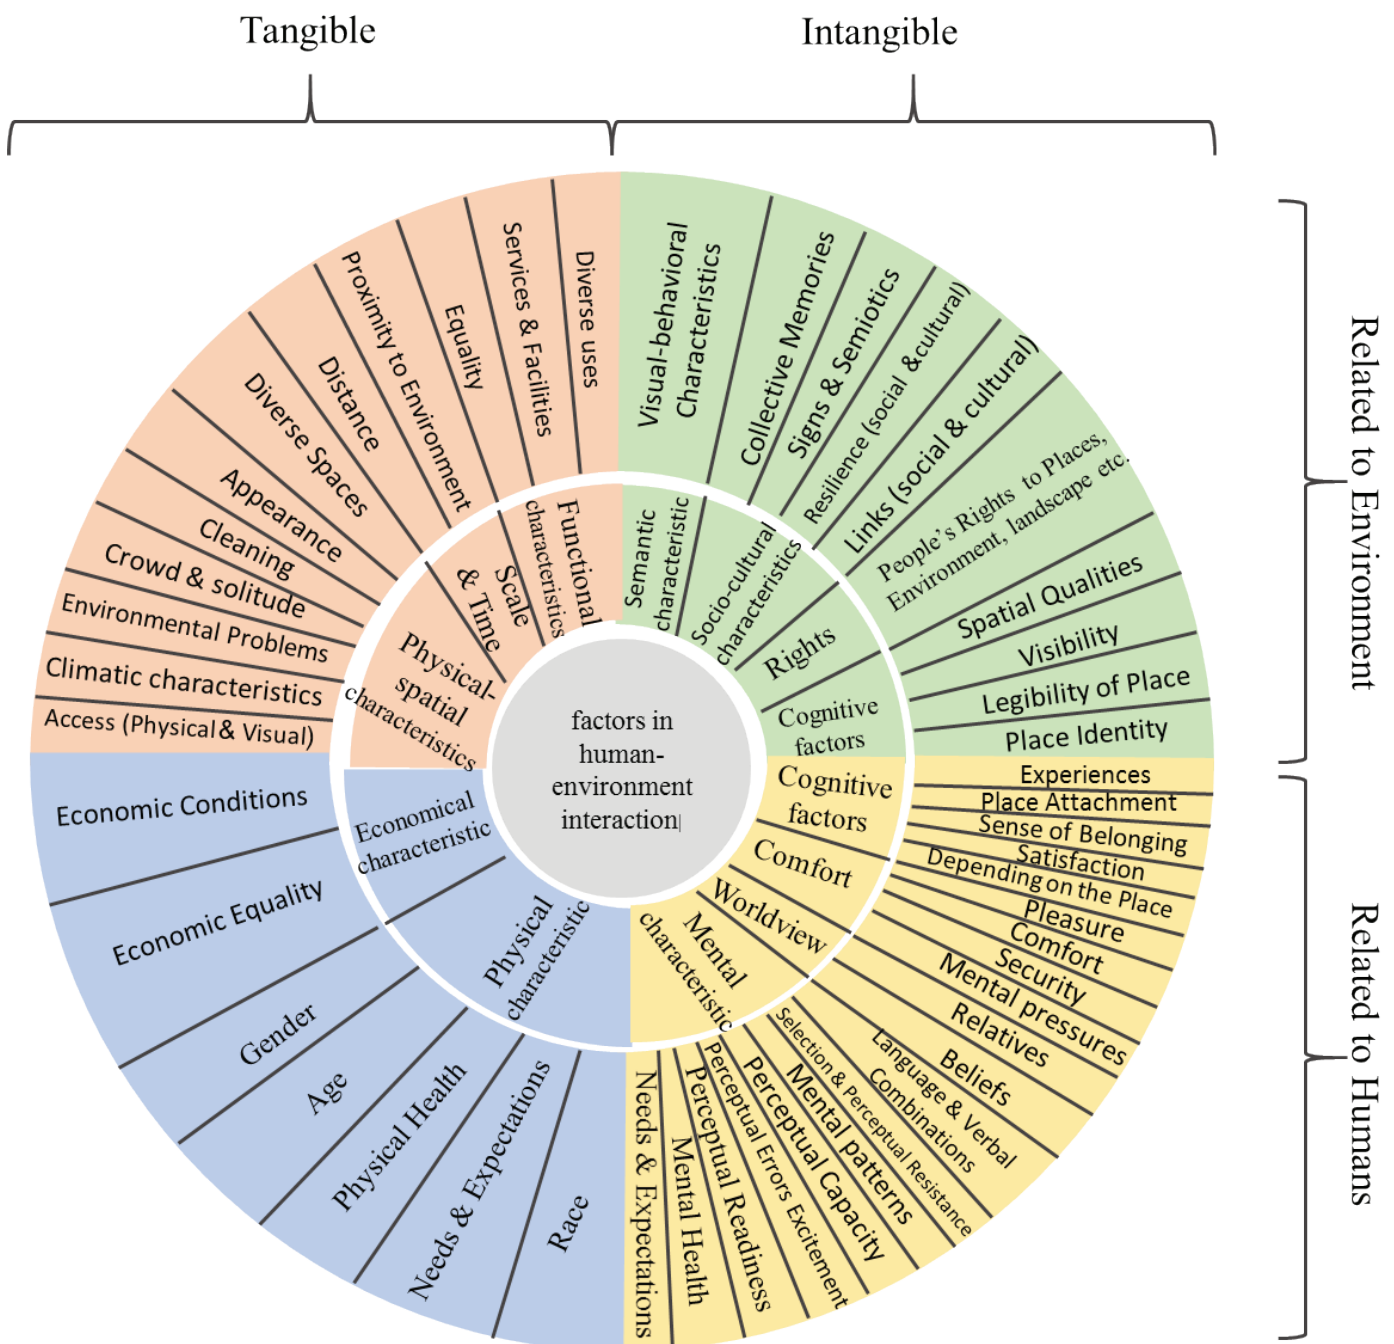 Tangible
Intangible
Related to Environment
Related to Humans
factors in
human-
environment
interaction
Functional
characteristics
Scale
& Time
Physical-
spatial
characteristics
Semantic
characteristic
Socio-cultural
characteristics
Rights
Cognitive
factors
Cognitive
factors
Comfort
Worldview
Mental
characteristic
Physical
characteristic
Economical
characteristic
Diverse uses
Services & Facilities
Equality
Proximity to Environment
Distance
Diverse Spaces
Appearance
Cleaning
Crowd & solitude
Environmental Problems
Climatic characteristics
Access (Physical & Visual)
Visual-behavioral
Characteristics
Collective Memories
Signs & Semiotics
Resilience (social &cultural)
Links (social & cultural)
People's Rights to Places,
Environment, landscape etc.
Spatial Qualities
Visibility
Legibility of Place
Place Identity
Experiences
Place Attachment
Sense of Belonging
Satisfaction
Depending on the Place
Pleasure
Comfort
Security
Mental pressures
Relatives
Beliefs
Language & Verbal
Combinations
Selection & Perceptual Resistance
Mental patterns
Perceptual Capacity
Perceptual Errors Excitement
Perceptual Readiness
Mental Health
Needs & Expectations
Race
Needs & Expectations
Physical Health
Age
Gender
Economic Equality
Economic Conditions